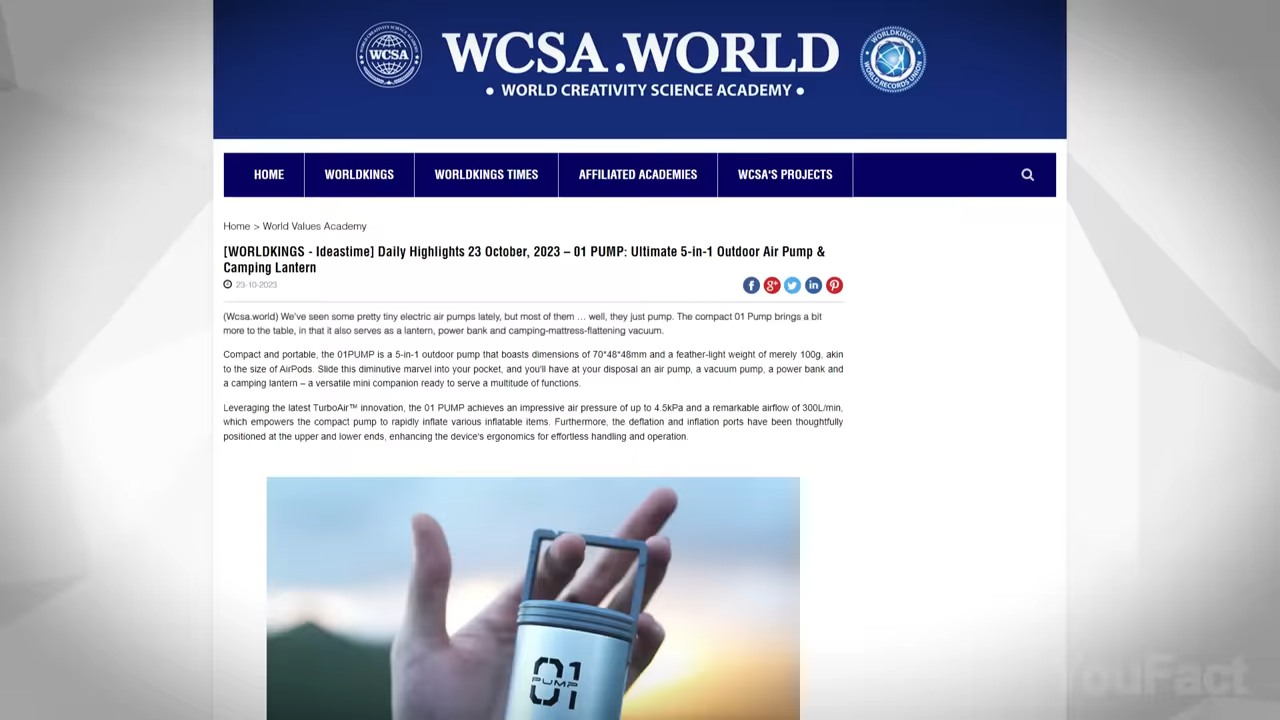 WCSA
WCSA.WORLD
• WORLD CREATIVITY SCIENCE ACADEMY •
WORLDKINGS
WORLD RECORDS UNION
HOME
WORLDKINGS
WORLDKINGS TIMES
AFFILIATED ACADEMIES
WCSA'S PROJECTS
Home > World Values Academy
[WORLDKINGS - Ideastime] Daily Highlights 23 October, 2023 – 01 PUMP: Ultimate 5-in-1 Outdoor Air Pump &
Camping Lantern
23-10-2023
(Wcsa.world) We've seen some pretty tiny electric air pumps lately, but most of them … well, they just pump. The compact 01 Pump brings a bit
more to the table, in that it also serves as a lantern, power bank and camping-mattress-flattening vacuum.
Compact and portable, the 01PUMP is a 5-in-1 outdoor pump that boasts dimensions of 70*48*48mm and a feather-light weight of merely 100g, akin
to the size of AirPods. Slide this diminutive marvel into your pocket, and you'll have at your disposal an air pump, a vacuum pump, a power bank and
a camping lantern – a versatile mini companion ready to serve a multitude of functions.
Leveraging the latest TurboAir™ innovation, the 01 PUMP achieves an impressive air pressure of up to 4.5kPa and a remarkable airflow of 300L/min,
which empowers the compact pump to rapidly inflate various inflatable items. Furthermore, the deflation and inflation ports have been thoughtfully
positioned at the upper and lower ends, enhancing the device's ergonomics for effortless handling and operation.
01
PUMP
YouFact